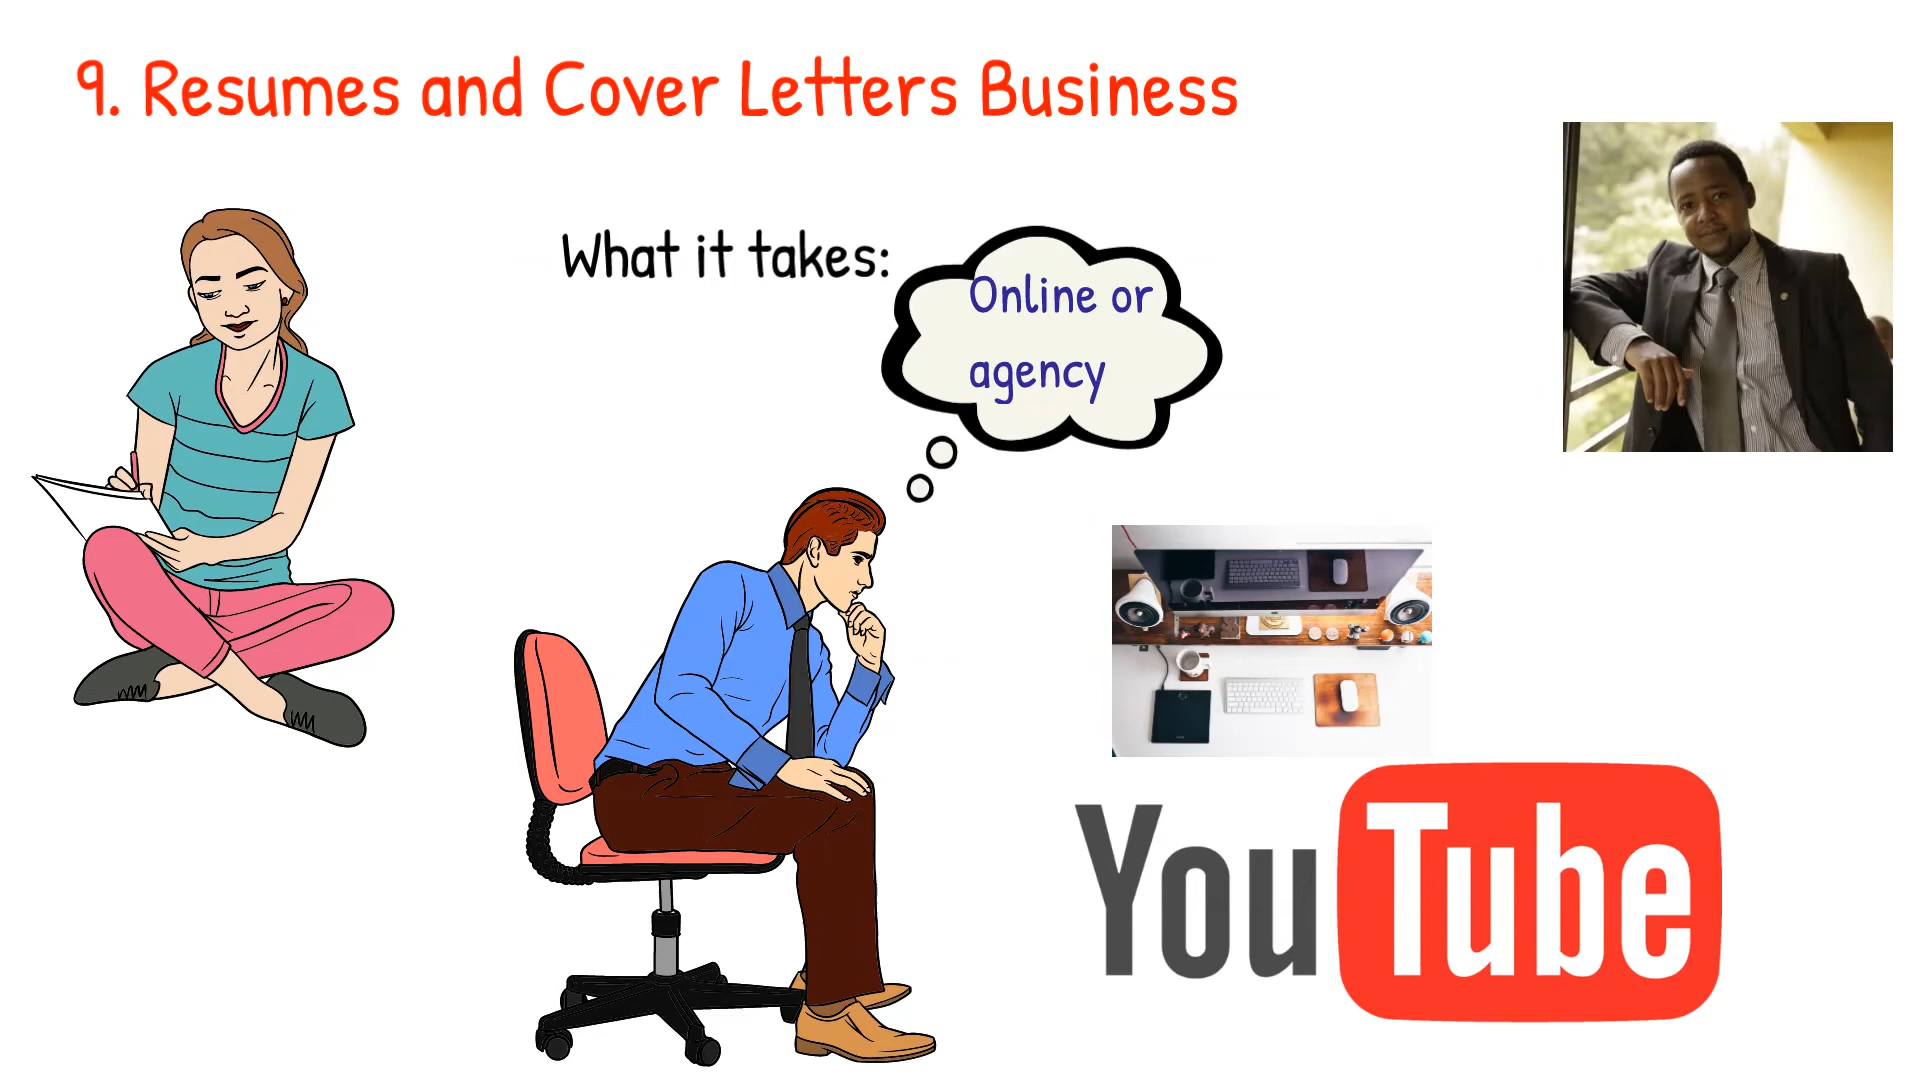 9. Resumes and Cover Letters Business
What it takes:
Online or
agency
YouTube